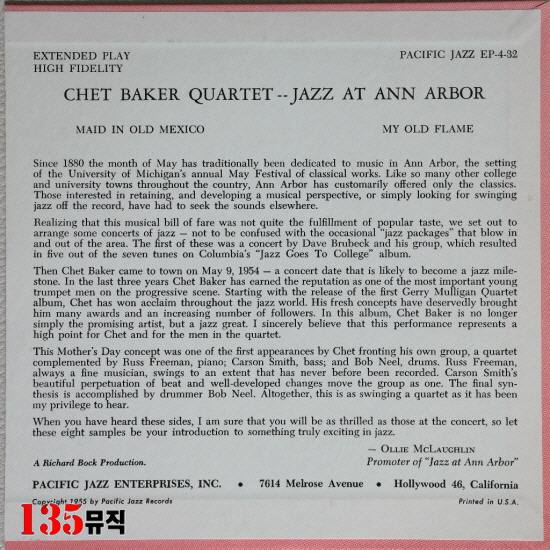 EXTENDED PLAY
HIGH FIDELITY
PACIFIC JAZZ EP-4-32
CHET BAKER QUARTET -- JAZZ AT ANN ARBOR
MAID IN OLD MEXICO
MY OLD FLAME
Since 1880 the month of May has traditionally been dedicated to music in Ann Arbor, the setting
of the University of Michigan's annual May Festival of classical works. Like so many other college
and university towns throughout the country, Ann Arbor has customarily offered only the classics.
Those interested in retaining, and developing a musical perspective, or simply looking for swinging
jazz off the record, have had to seek the sounds elsewhere.
Realizing that this musical bill of fare was not quite the fulfillment of popular taste, we set out to
arrange some concerts of jazz – not to be confused with the occasional "jazz packages" that blow in
and out of the area. The first of these was a concert by Dave Brubeck and his group, which resulted
in five out of the seven tunes on Columbia's "Jazz Goes To College" album.
Then Chet Baker came to town on May 9, 1954 – a concert date that is likely to become a jazz mile-
stone. In the last three years Chet Baker has earned the reputation as one of the most important young
trumpet men on the progressive scene. Starting with the release of the first Gerry Mulligan Quartet
album, Chet has won acclaim throughout the jazz world. His fresh concepts have deservedly brought
him many awards and an increasing number of followers. In this album, Chet Baker is no longer
simply the promising artist, but a jazz great. I sincerely believe that this performance represents a
high point for Chet and for the men in the quartet.
This Mother's Day concept was one of the first appearances by Chet fronting his own group, a quartet
complemented by Russ Freeman, piano; Carson Smith, bass; and Bob Neel, drums. Russ Freeman,
always a fine musician, swings to an extent that has never before been recorded. Carson Smith's
beautiful perpetuation of beat and well-developed changes move the group as one. The final syn-
thesis is accomplished by drummer Bob Neel. Altogether, this is as swinging a quartet as it has been
my privilege to hear.
When you have heard these sides, I am sure that you will be as thrilled as those at the concert, so let
these eight samples be your introduction to something truly exciting in jazz.
– OLLIE McLAUGHLIN
Promoter of "Jazz at Ann Arbor"
A Richard Bock Production.
PACIFIC JAZZ ENTERPRISES, INC. • 7614 Melrose Avenue • Hollywood 46, California
Copyright 1955 by Pacific Jazz Records
Printed in U.S.A.
135뮤직